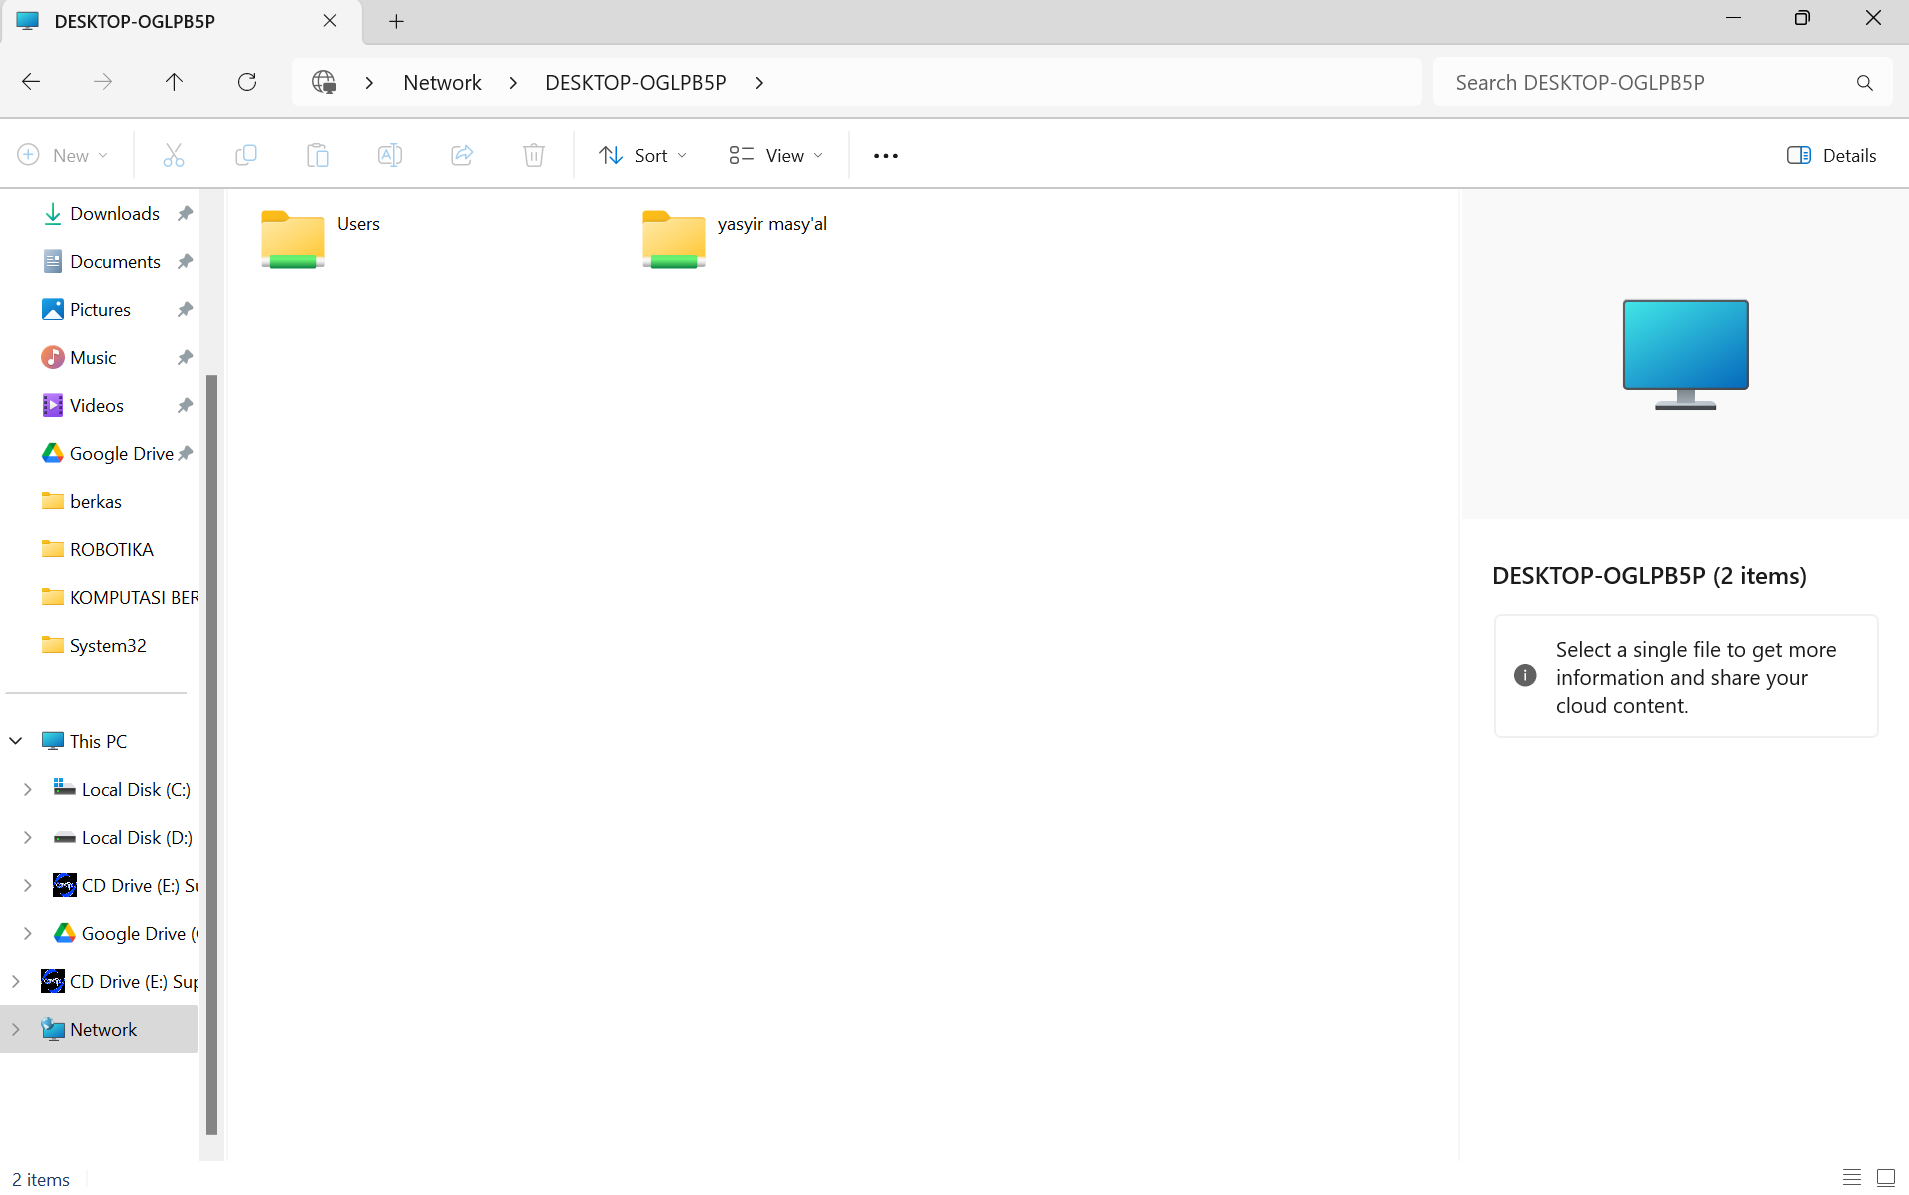 DESKTOP-OGLPB5P
Network
DESKTOP-OGLPB5P
Search DESKTOP-OGLPB5P
New
Sort
View
Details
Downloads
Documents
Pictures
Music
Videos
Google Drive
berkas
ROBOTIKA
KOMPUTASI BER
System32
This PC
Local Disk (C:)
Local Disk (D:)
CD Drive (E:) Su
Google Drive (
CD Drive (E:) Sup
Network
Users
yasyir masy'al
DESKTOP-OGLPB5P (2 items)
Select a single file to get more
information and share your
cloud content.
2 items